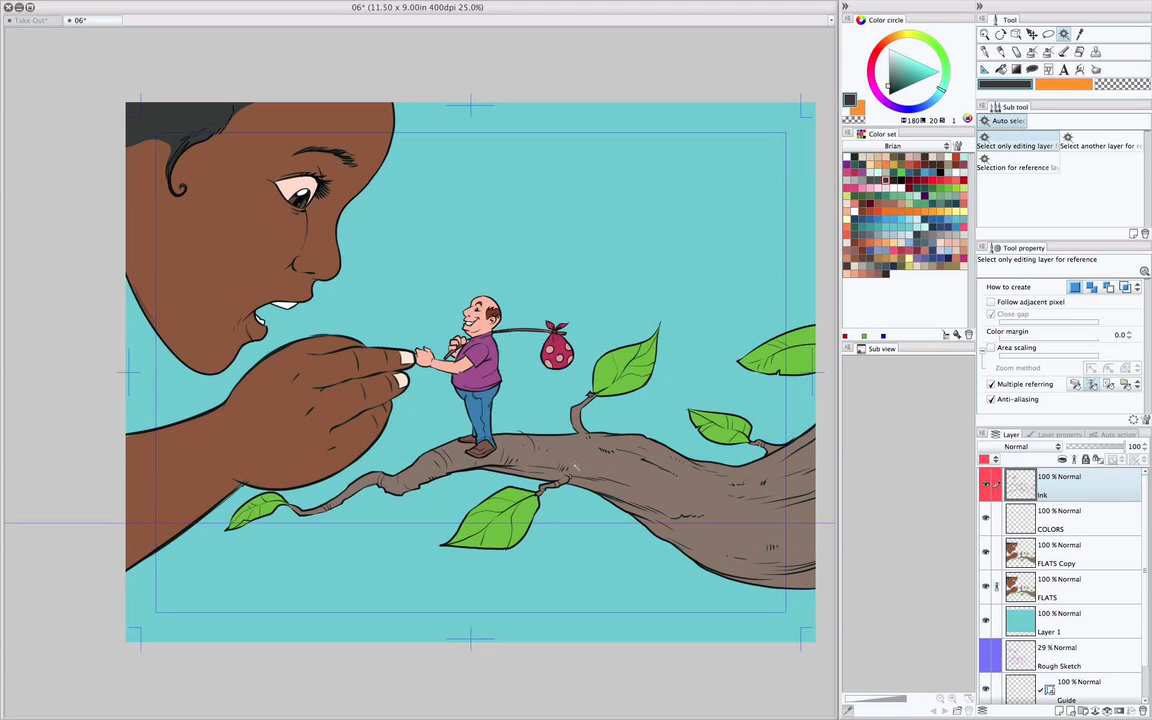 06* (11.50 x 9.00in 400dpi 25.0%)
Take Out*
06*
Color circle
H 180 L 20 S 1
Color set
Brian
Sub view
Tool
Sub tool
Auto selec
Select only editing layer f
Select another layer for re
Selection for reference la
Tool property
Select only editing layer for reference
How to create
Follow adjacent pixel
Close gap
Color margin
0.0
Area scaling
Zoom method
Multiple referring
Anti-aliasing
Layer
Layer property
Auto action
Normal
100
100 % Normal
Ink
100 % Normal
COLORS
100 % Normal
FLATS Copy
100 % Normal
FLATS
100 % Normal
Layer 1
29 % Normal
Rough Sketch
100 % Normal
Guide